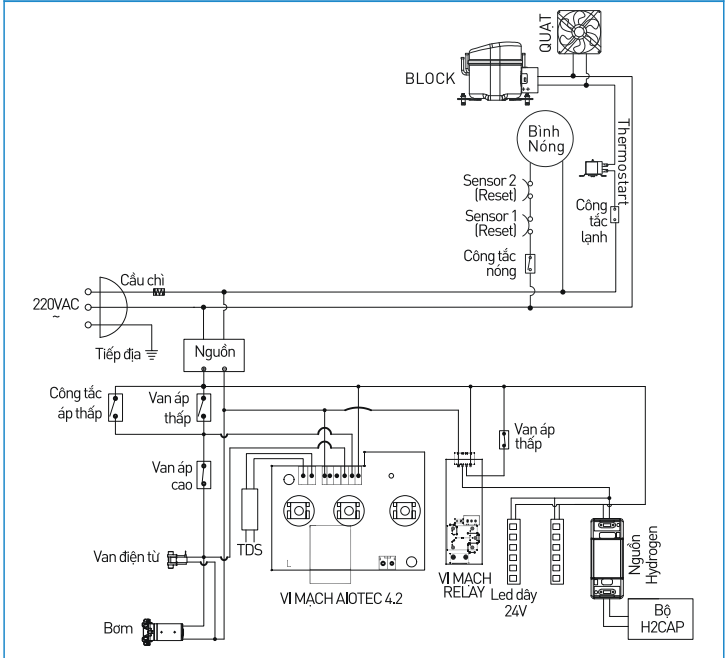 QUẠT
BLOCK
Bình
Nóng
Thermostart
Sensor 2
(Reset)
Sensor 1
(Reset)
Công
tắc
lạnh
Công tắc
nóng
Cầu chì
220VAC
~
Tiếp địa
Nguồn
Công tắc
áp thấp
Van áp
thấp
Van áp
thấp
Van áp
cao
Van điện từ
TDS
L
VỈ MẠCH AIOTEC 4.2
VỈ MẠCH
RELAY
Led dây
24V
Nguồn
Hydrogen
Bộ
H2CAP
Bơm